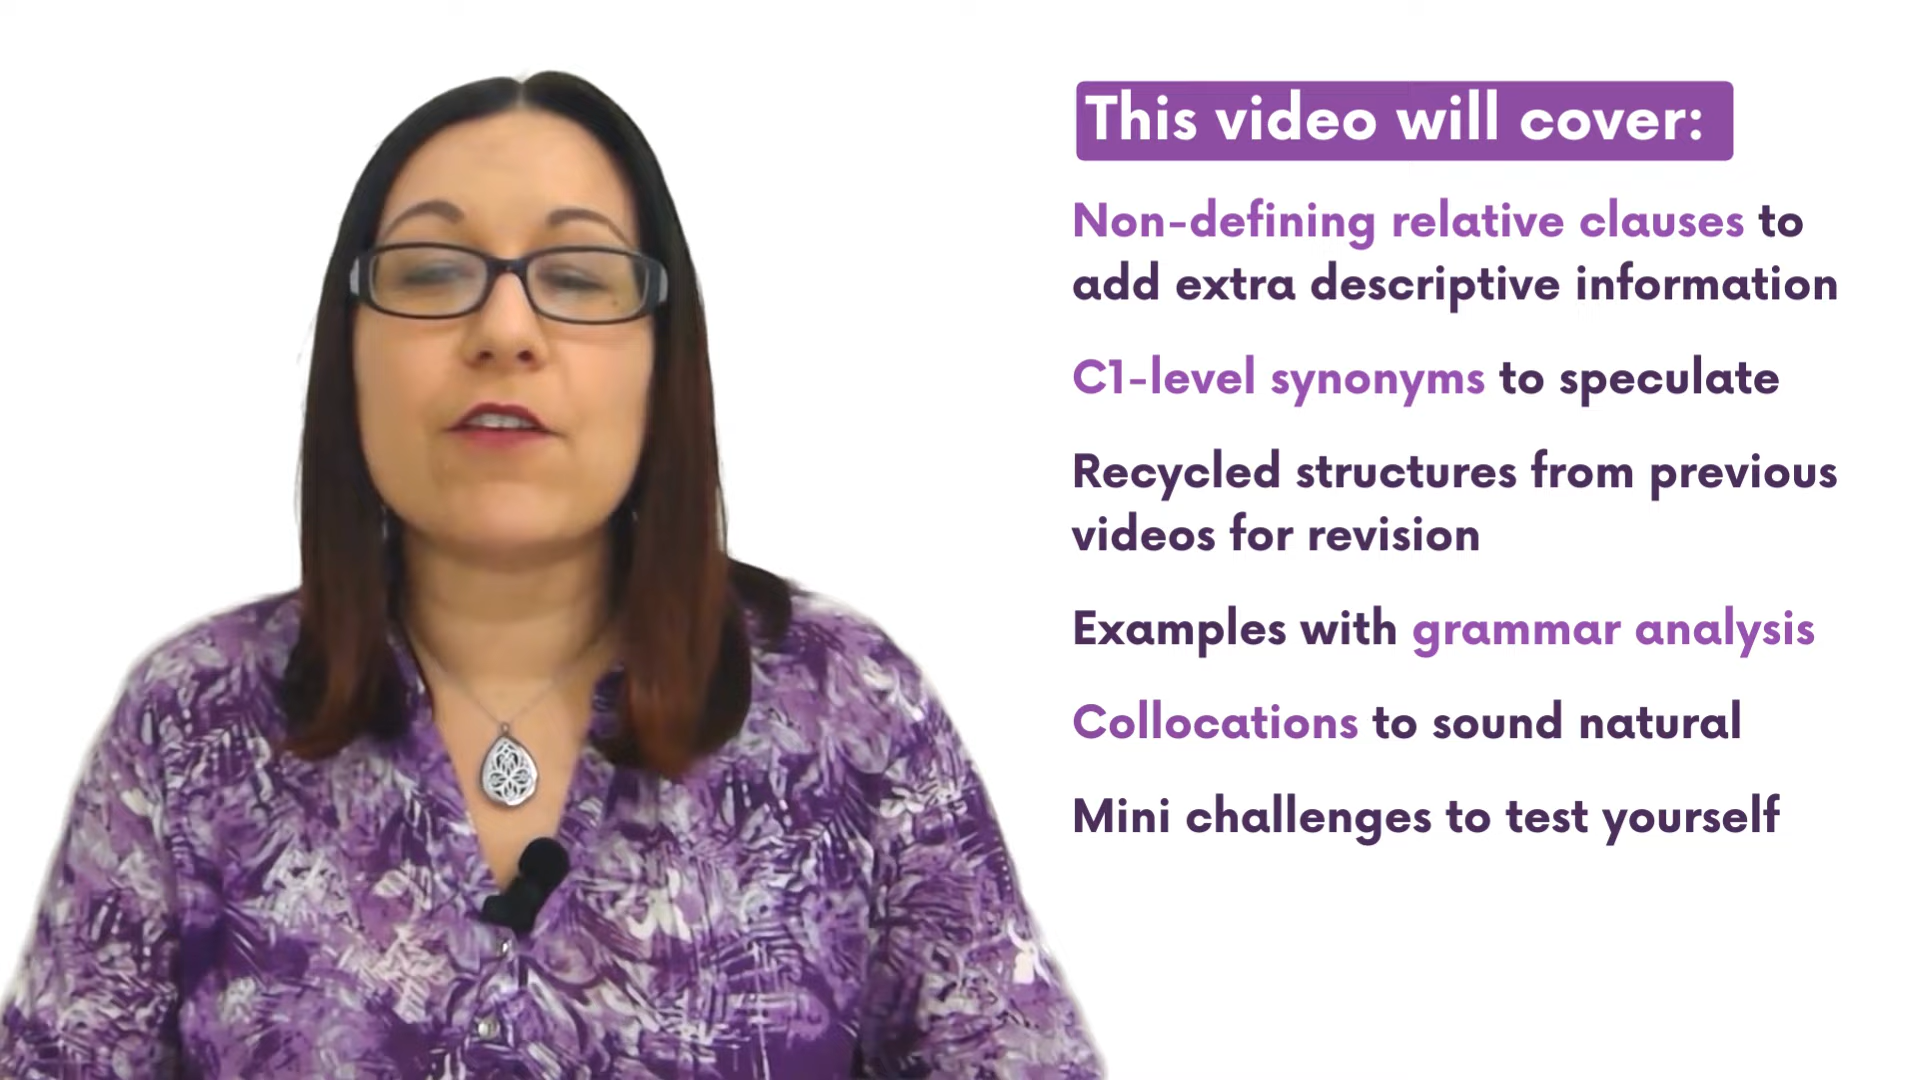 This video will cover:
Non-defining relative clauses to
add extra descriptive information
C1-level synonyms to speculate
Recycled structures from previous
videos for revision
Examples with grammar analysis
Collocations to sound natural
Mini challenges to test yourself